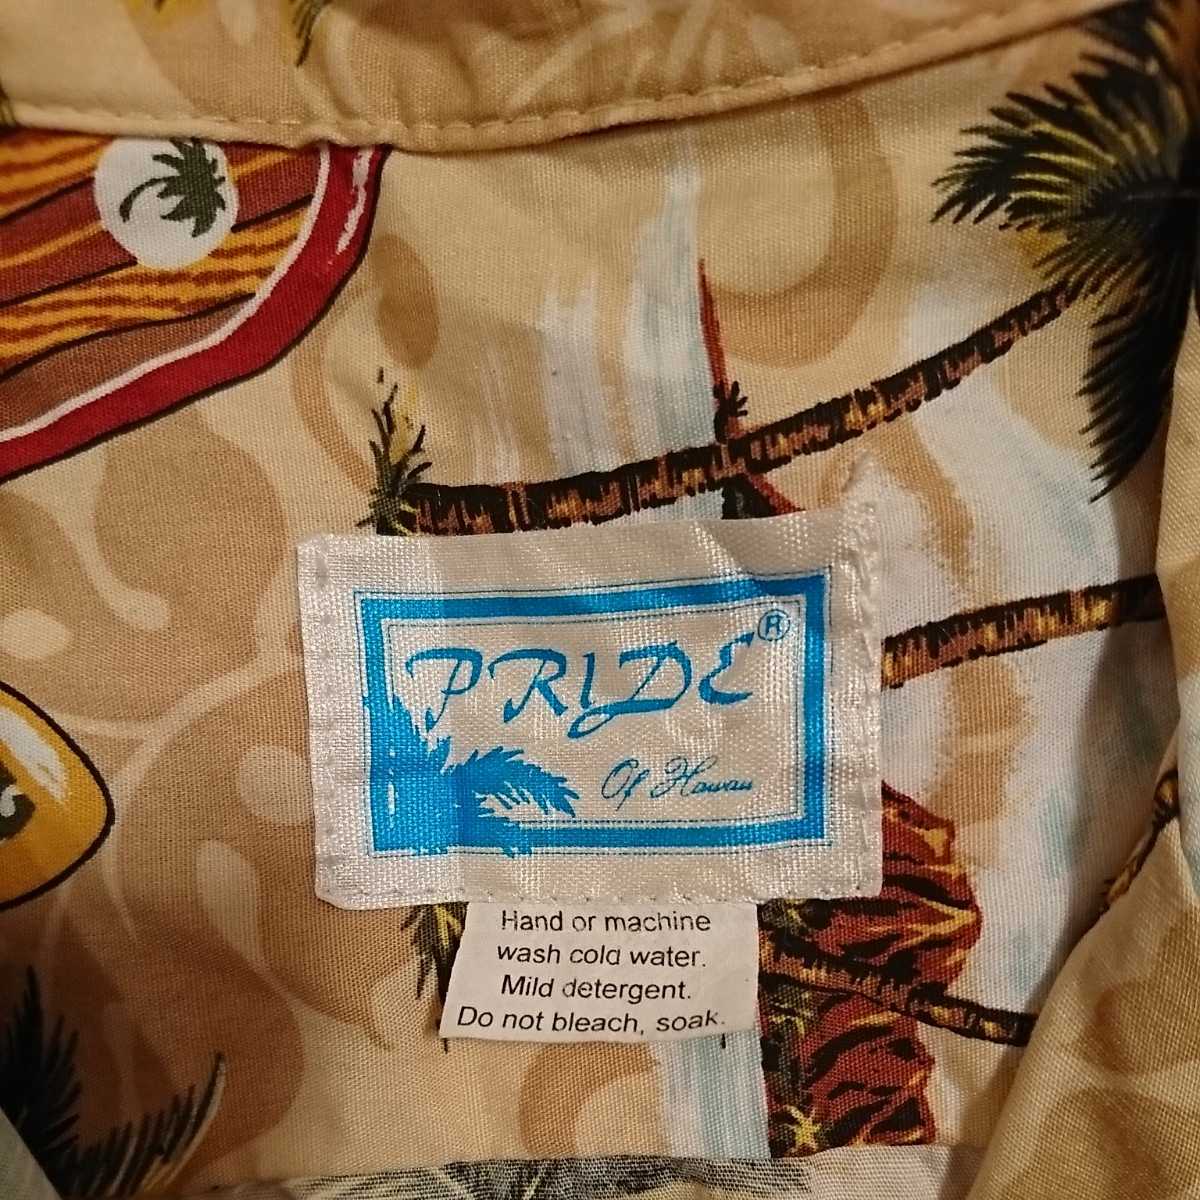 PRIDE®
Of Hawaii
Hand or machine
wash cold water.
Mild detergent.
Do not bleach, soak.